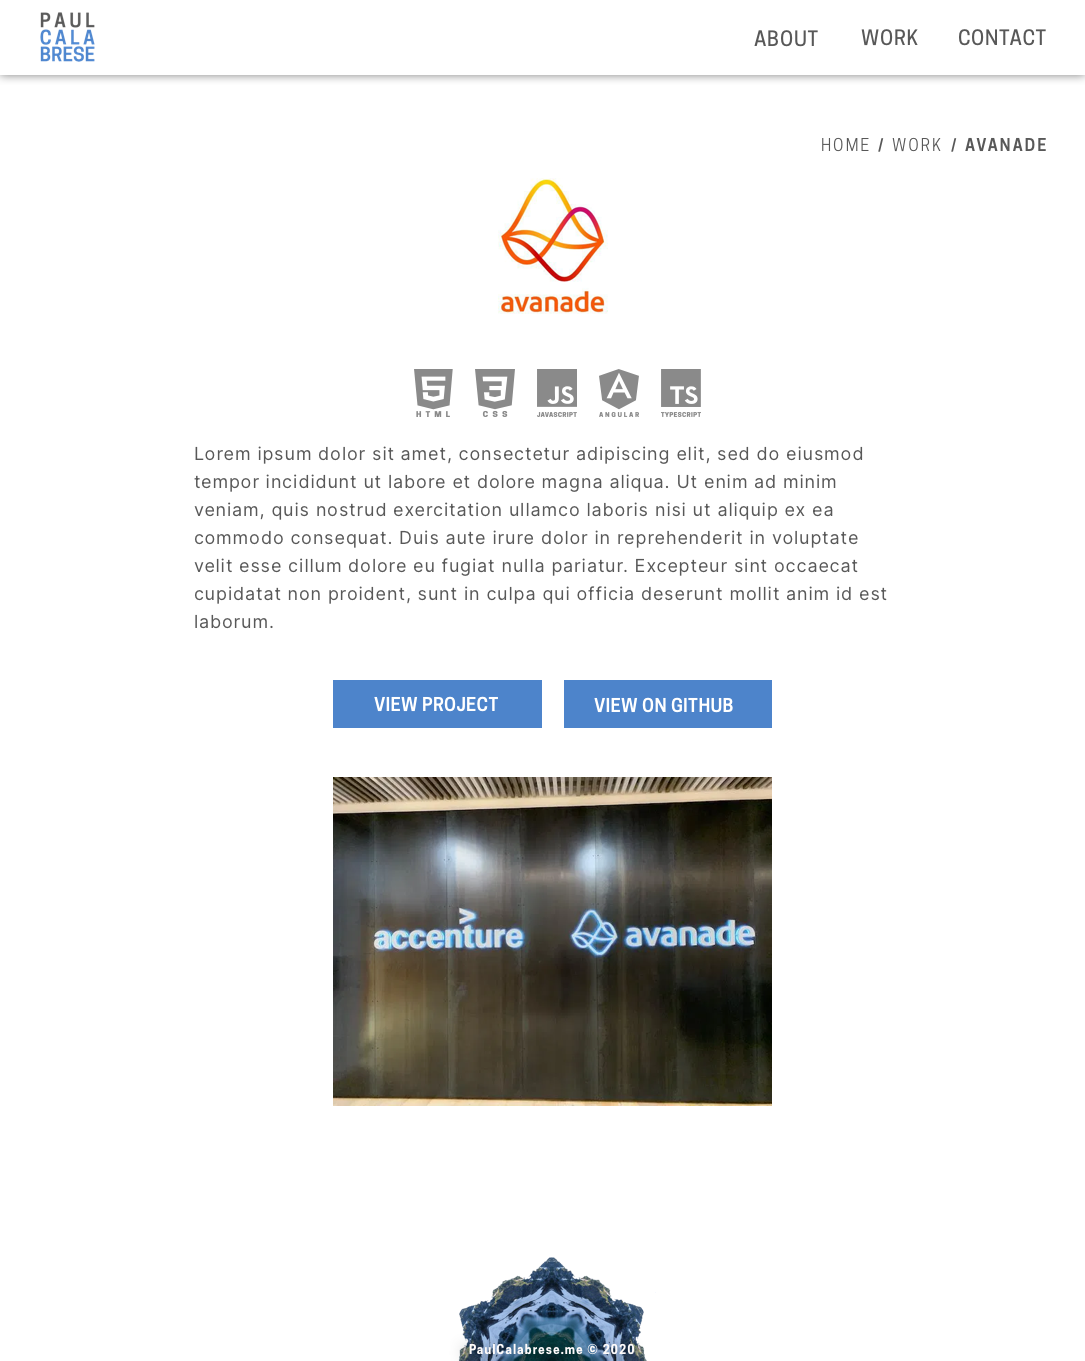 PAUL
CALA
BRESE
ABOUT WORK CONTACT
HOME / WORK / AVANADE
avanade
5 3 JS A TS
HTML CSS JAVASCRIPT ANGULAR TYPESCRIPT
Lorem ipsum dolor sit amet, consectetur adipiscing elit, sed do eiusmod
tempor incididunt ut labore et dolore magna aliqua. Ut enim ad minim
veniam, quis nostrud exercitation ullamco laboris nisi ut aliquip ex ea
commodo consequat. Duis aute irure dolor in reprehenderit in voluptate
velit esse cillum dolore eu fugiat nulla pariatur. Excepteur sint occaecat
cupidatat non proident, sunt in culpa qui officia deserunt mollit anim id est
laborum.
VIEW PROJECT VIEW ON GITHUB
accenture avanade
PaulCalabrese.me © 2020